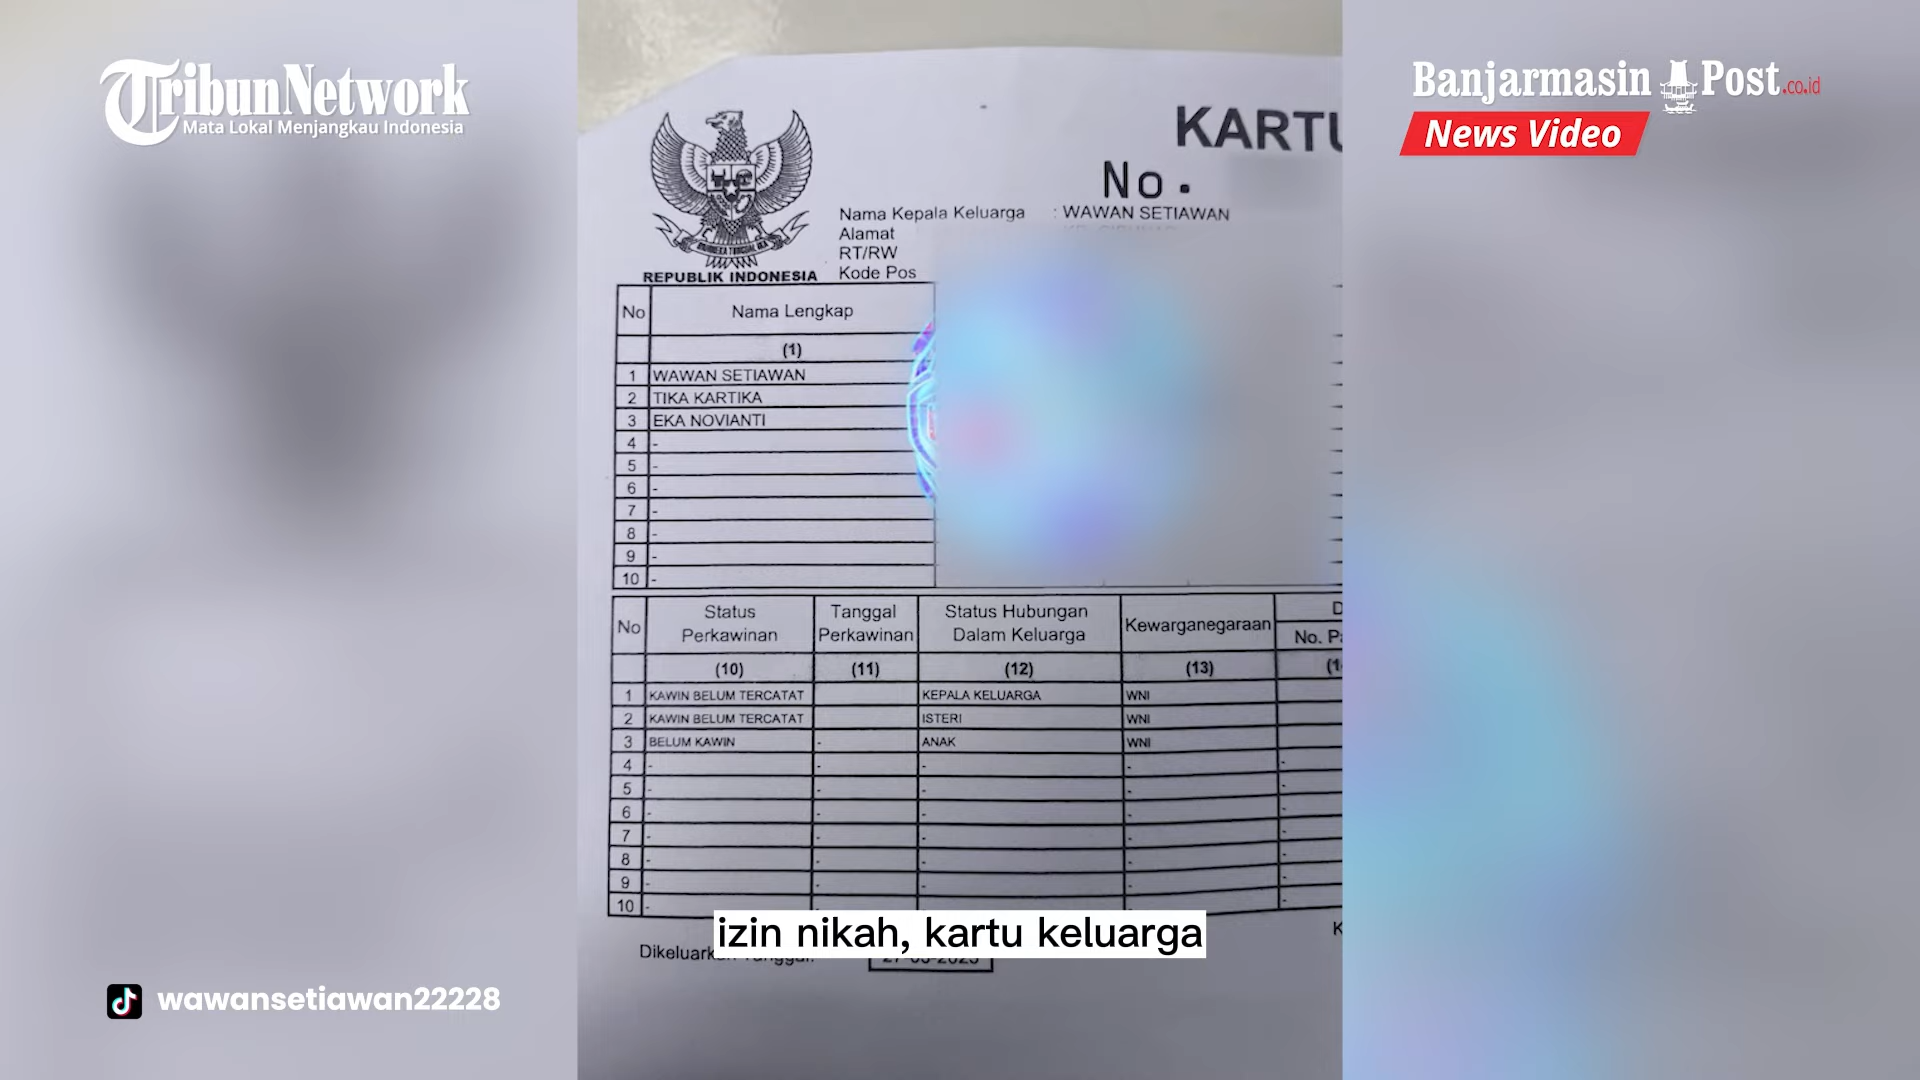 TribunNetwork
Mata Lokal Menjangkau Indonesia
Banjarmasin Post.co.id
News Video
KARTU
No.
REPUBLIK INDONESIA
Nama Kepala Keluarga : WAWAN SETIAWAN
Alamat
RT/RW
Kode Pos
No Nama Lengkap
(1)
1 WAWAN SETIAWAN
2 TIKA KARTIKA
3 EKA NOVIANTI
4 -
5 -
6 -
7 -
8 -
9 -
10 -
No Status Perkawinan Tanggal Perkawinan Status Hubungan Dalam Keluarga Kewarganegaraan
(10) (11) (12) (13)
1 KAWIN BELUM TERCATAT KEPALA KELUARGA WNI
2 KAWIN BELUM TERCATAT ISTERI WNI
3 BELUM KAWIN - ANAK WNI
4 - - - - -
5 - - - - -
6 - - - - -
7 - - - - -
8 - - - - -
9 - - - - -
10 - - - - -
izin nikah, kartu keluarga
wawansetiawan22228